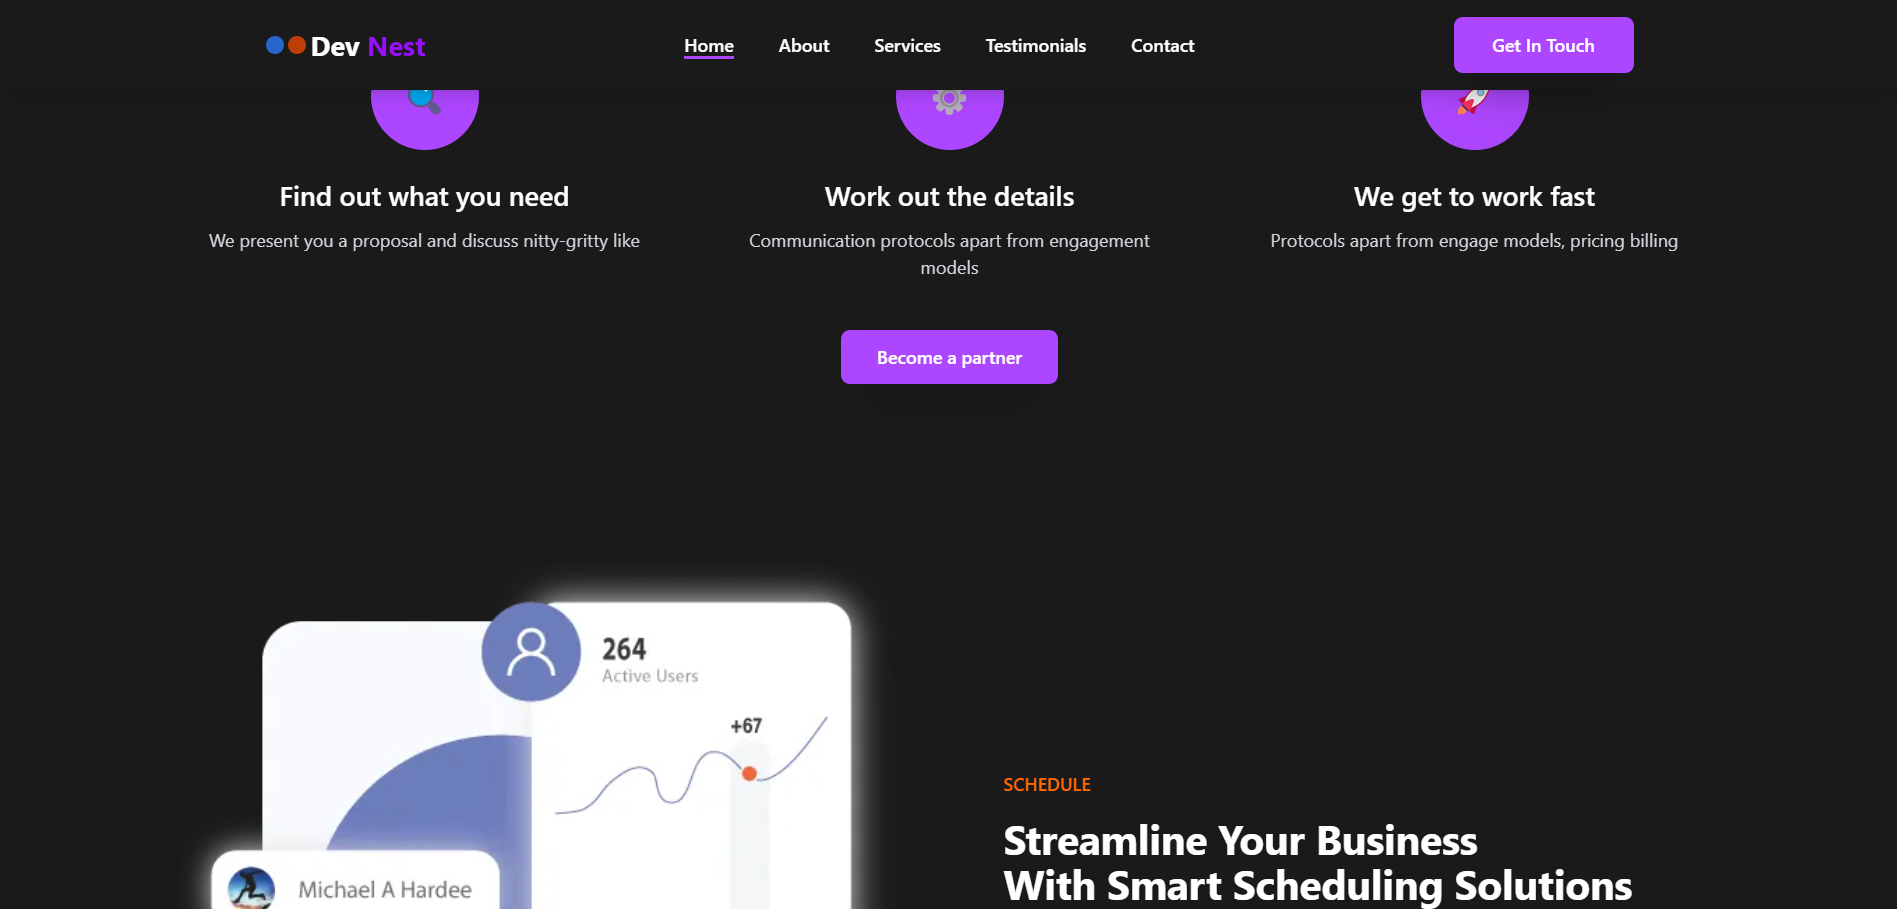 Dev Nest
Home
About
Services
Testimonials
Contact
Get In Touch
Find out what you need
We present you a proposal and discuss nitty-gritty like
Work out the details
Communication protocols apart from engagement
models
We get to work fast
Protocols apart from engage models, pricing billing
Become a partner
264
Active Users
+67
Michael A Hardee
SCHEDULE
Streamline Your Business
With Smart Scheduling Solutions